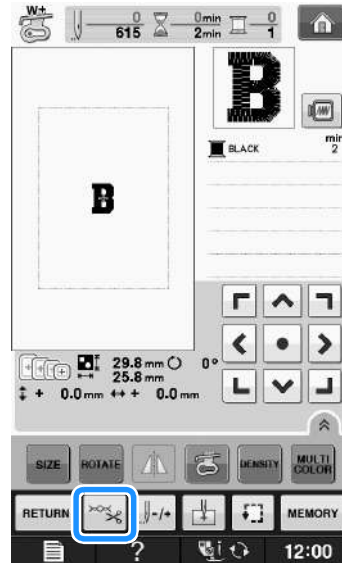 W+
0 0min 0
615 2min 1
B
min
BLACK 2
B
29.8 mm 0°
25.8 mm
+ 0.0 mm + 0.0 mm
SIZE ROTATE DENSITY MULTI COLOR
RETURN -/+ MEMORY
? 12:00